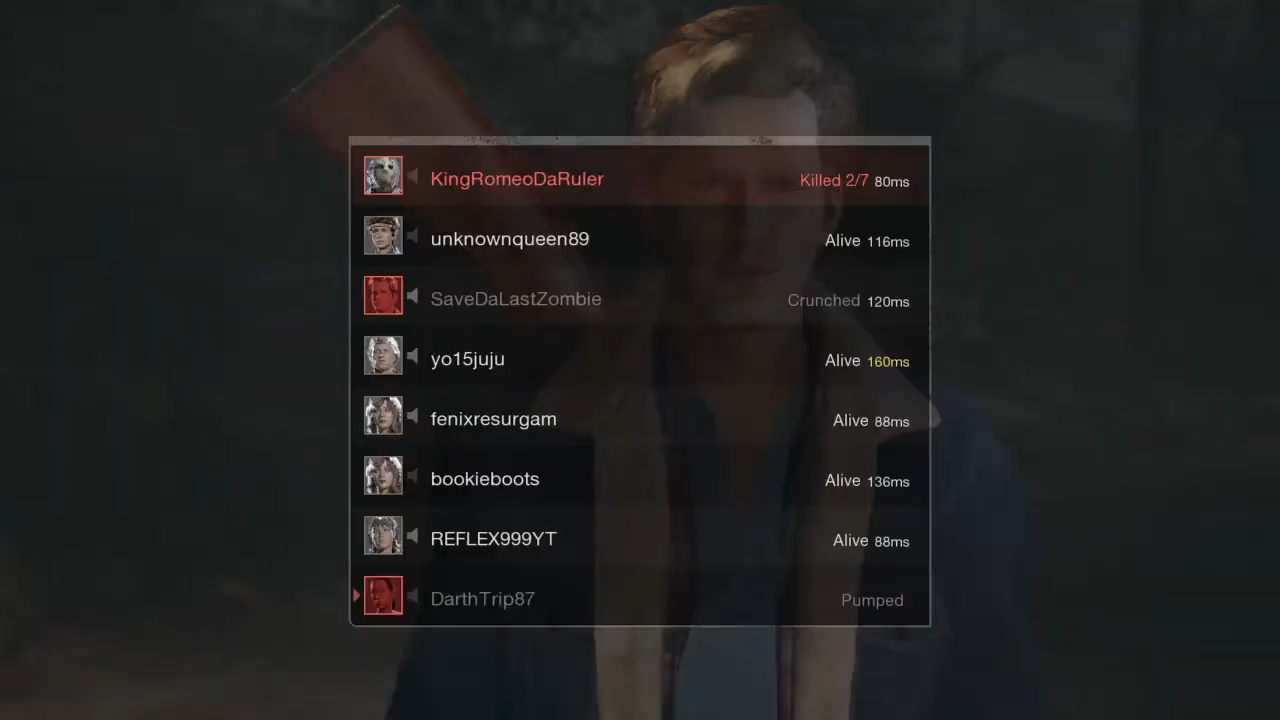 KingRomeoDaRuler Killed 2/7 80ms
unknownqueen89 Alive 116ms
SaveDaLastZombie Crunched 120ms
yo15juju Alive 160ms
fenixresurgam Alive 88ms
bookieboots Alive 136ms
REFLEX999YT Alive 88ms
DarthTrip87 Pumped